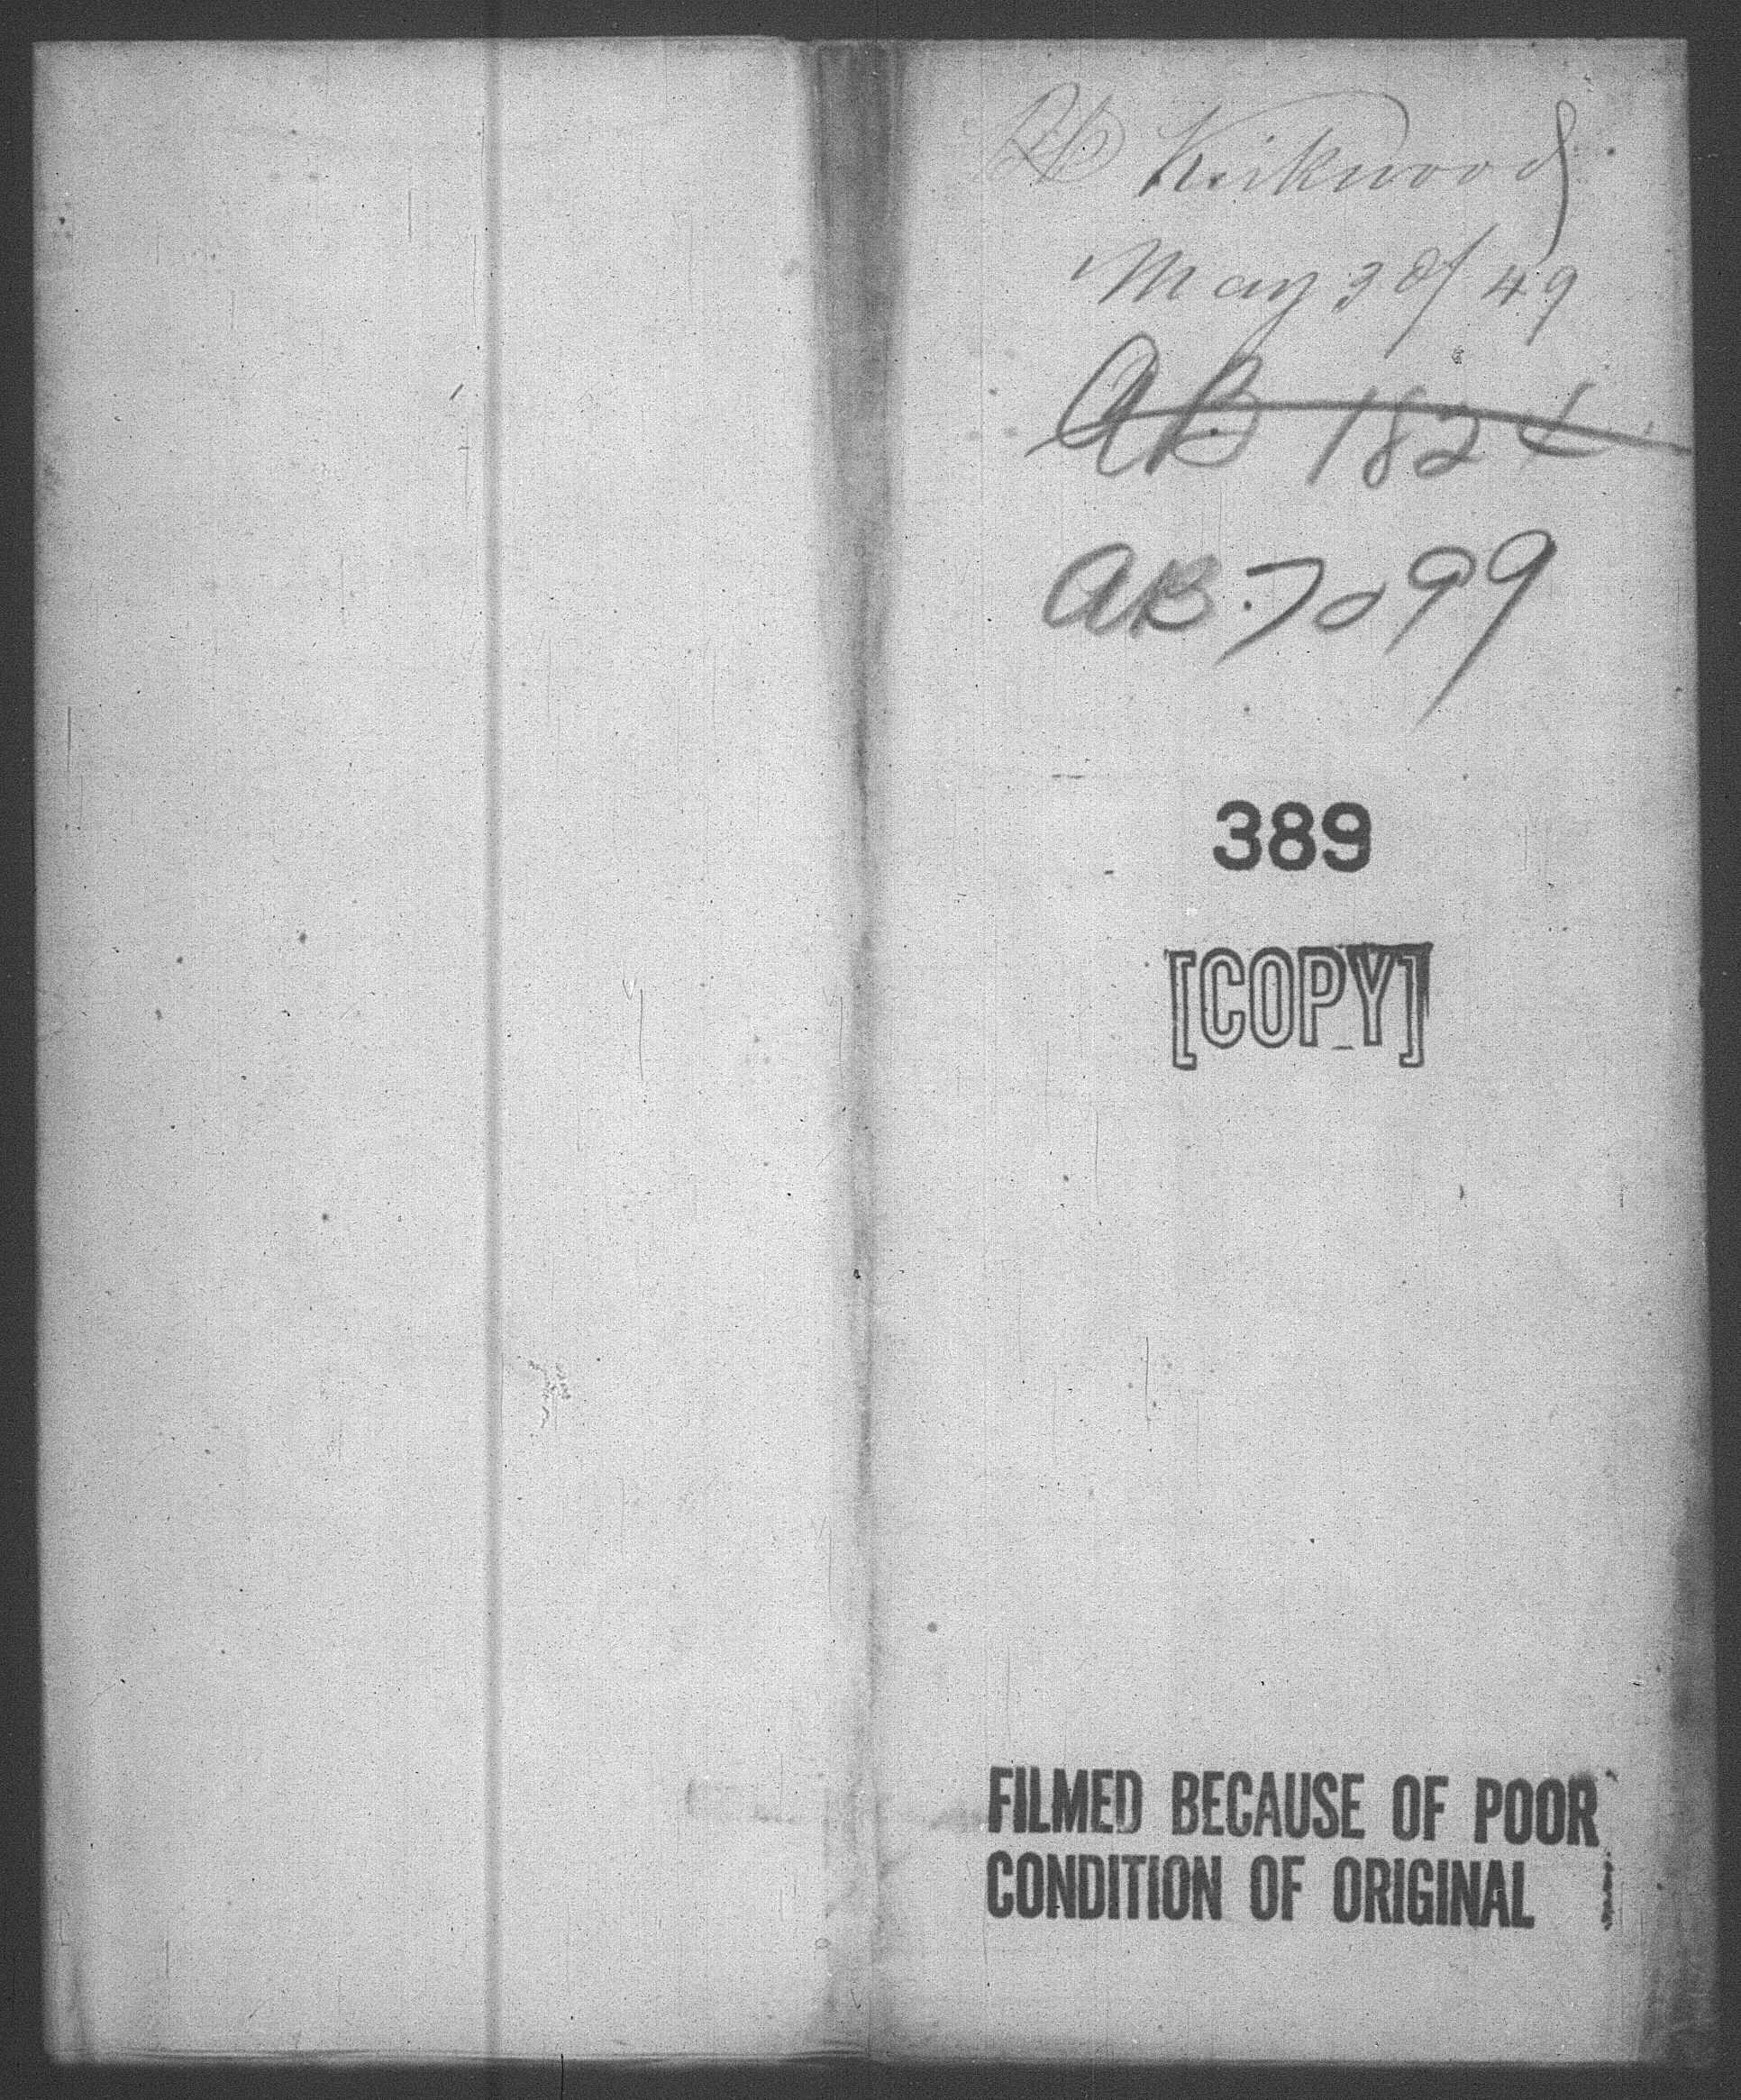 Kirkwood
May 30/49
AB 1824
AB 7099
389
[COPY]
FILMED BECAUSE OF POOR
CONDITION OF ORIGINAL